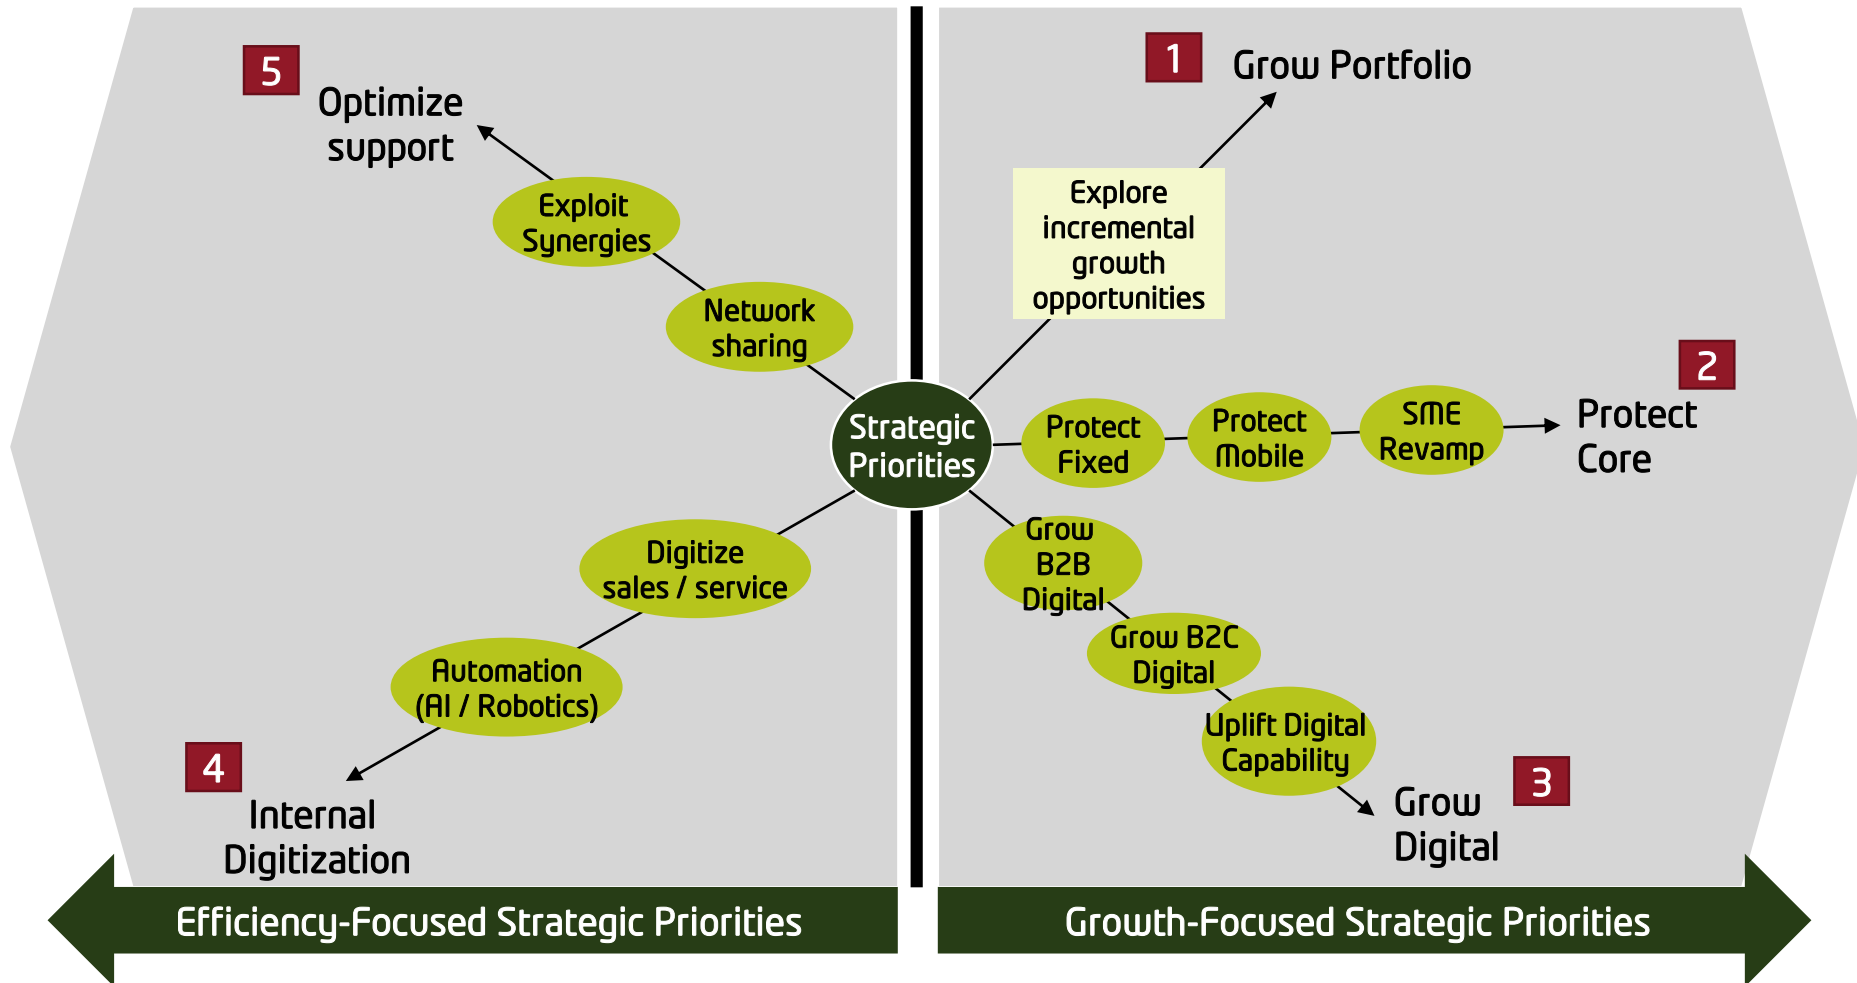 5
Optimize
support
Exploit
Synergies
Network
sharing
1
Grow Portfolio
Explore
incremental
growth
opportunities
2
Protect
Core
Strategic
Priorities
Protect
Fixed
Protect
Mobile
SME
Revamp
Grow
B2B
Digital
Grow B2C
Digital
Uplift Digital
Capability
3
Grow
Digital
Digitize
sales / service
Automation
(AI / Robotics)
4
Internal
Digitization
Efficiency-Focused Strategic Priorities
Growth-Focused Strategic Priorities